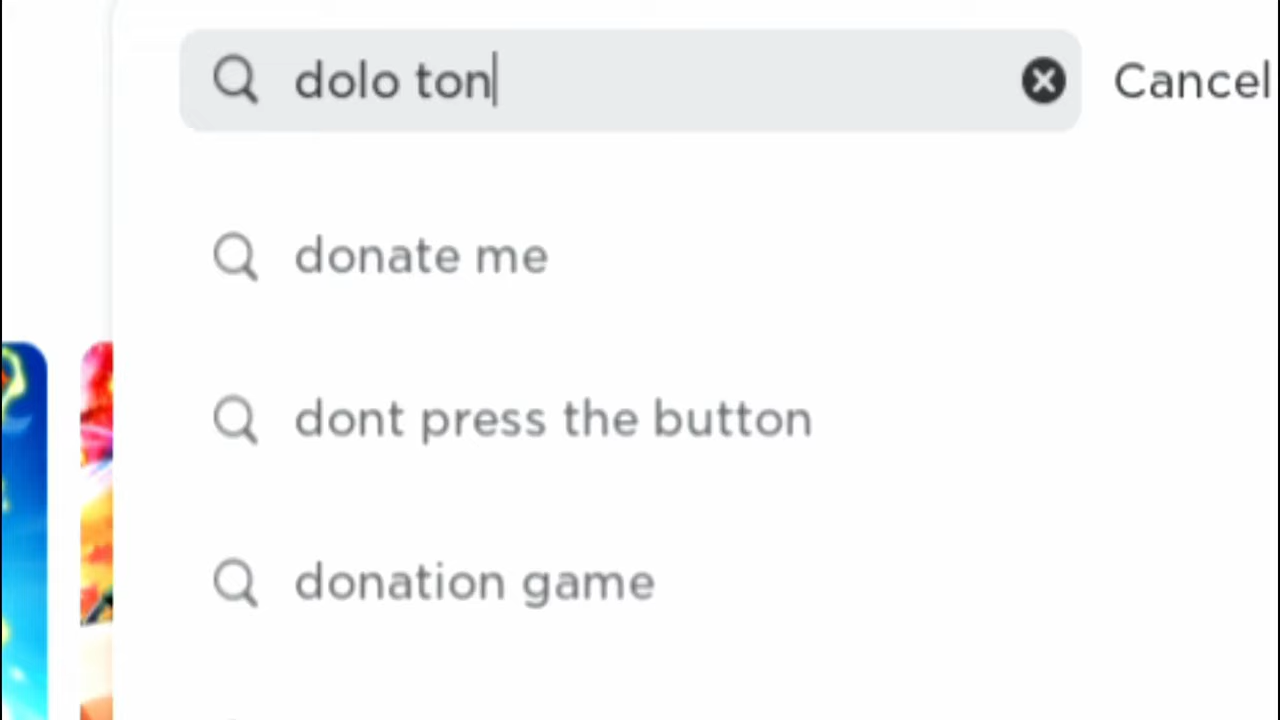 dolo ton
Cancel
donate me
dont press the button
donation game